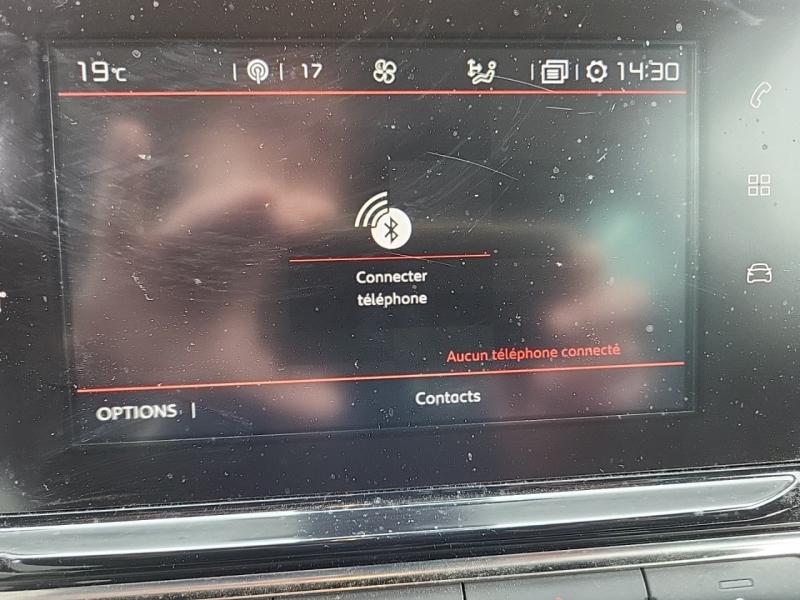 19°C 17 14:30
Connecter
téléphone
Aucun téléphone connecté
OPTIONS Contacts